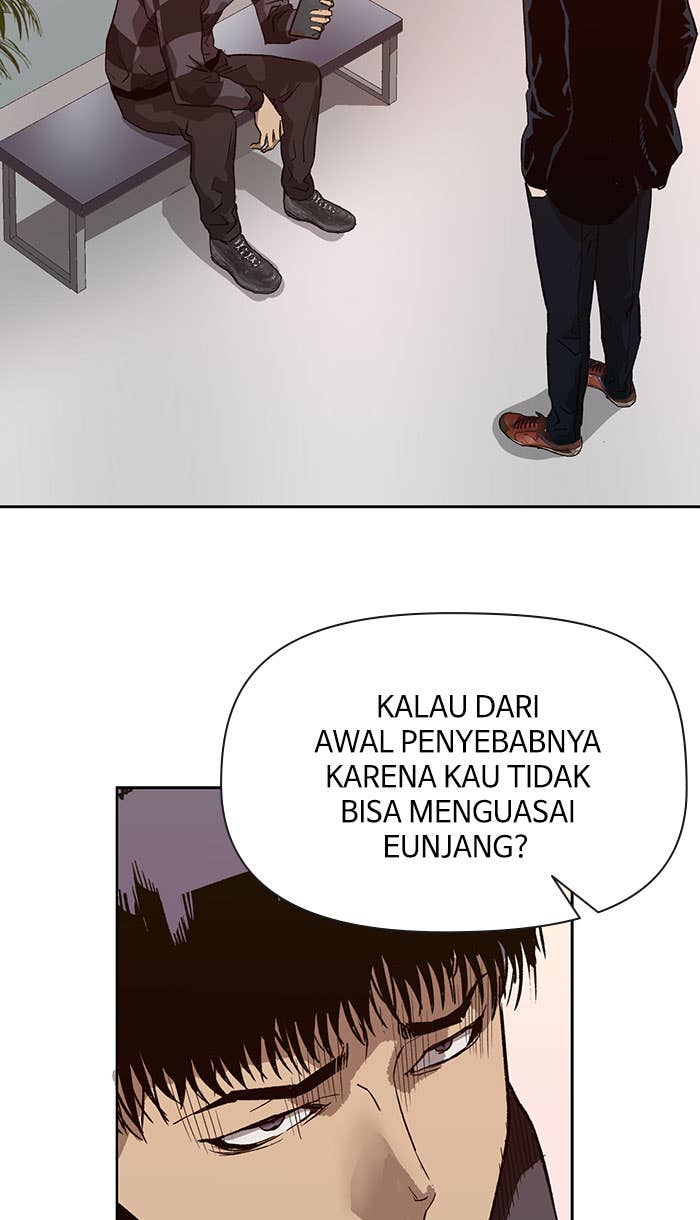 KALAU DARI
AWAL PENYEBABNYA
KARENA KAU TIDAK
BISA MENGUASAI
EUNJANG?